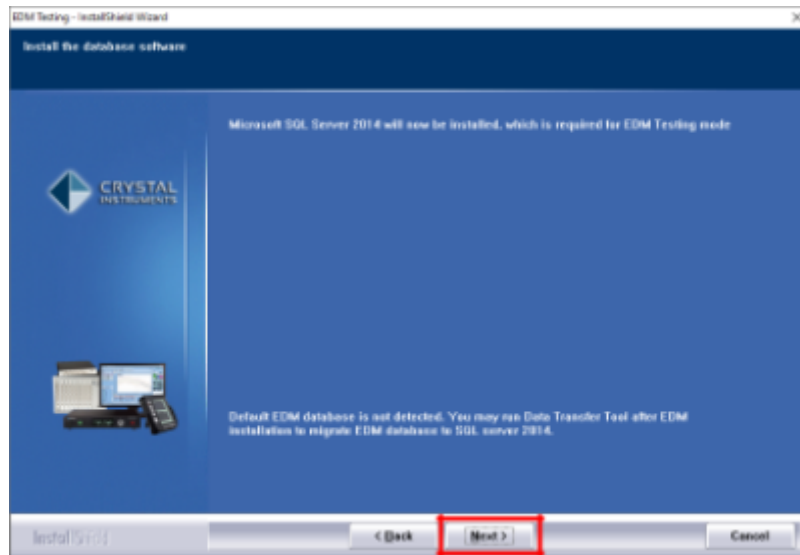 EDM Testing - InstallShield Wizard
Install the database software
Microsoft SQL Server 2014 will now be installed, which is required for EDM Testing mode
CRYSTAL
INSTRUMENTS
Default EDM database is not detected. You may run Data Transfer Tool after EDM
installation to migrate EDM database to SQL server 2014.
InstallShield
< Back
Next >
Cancel